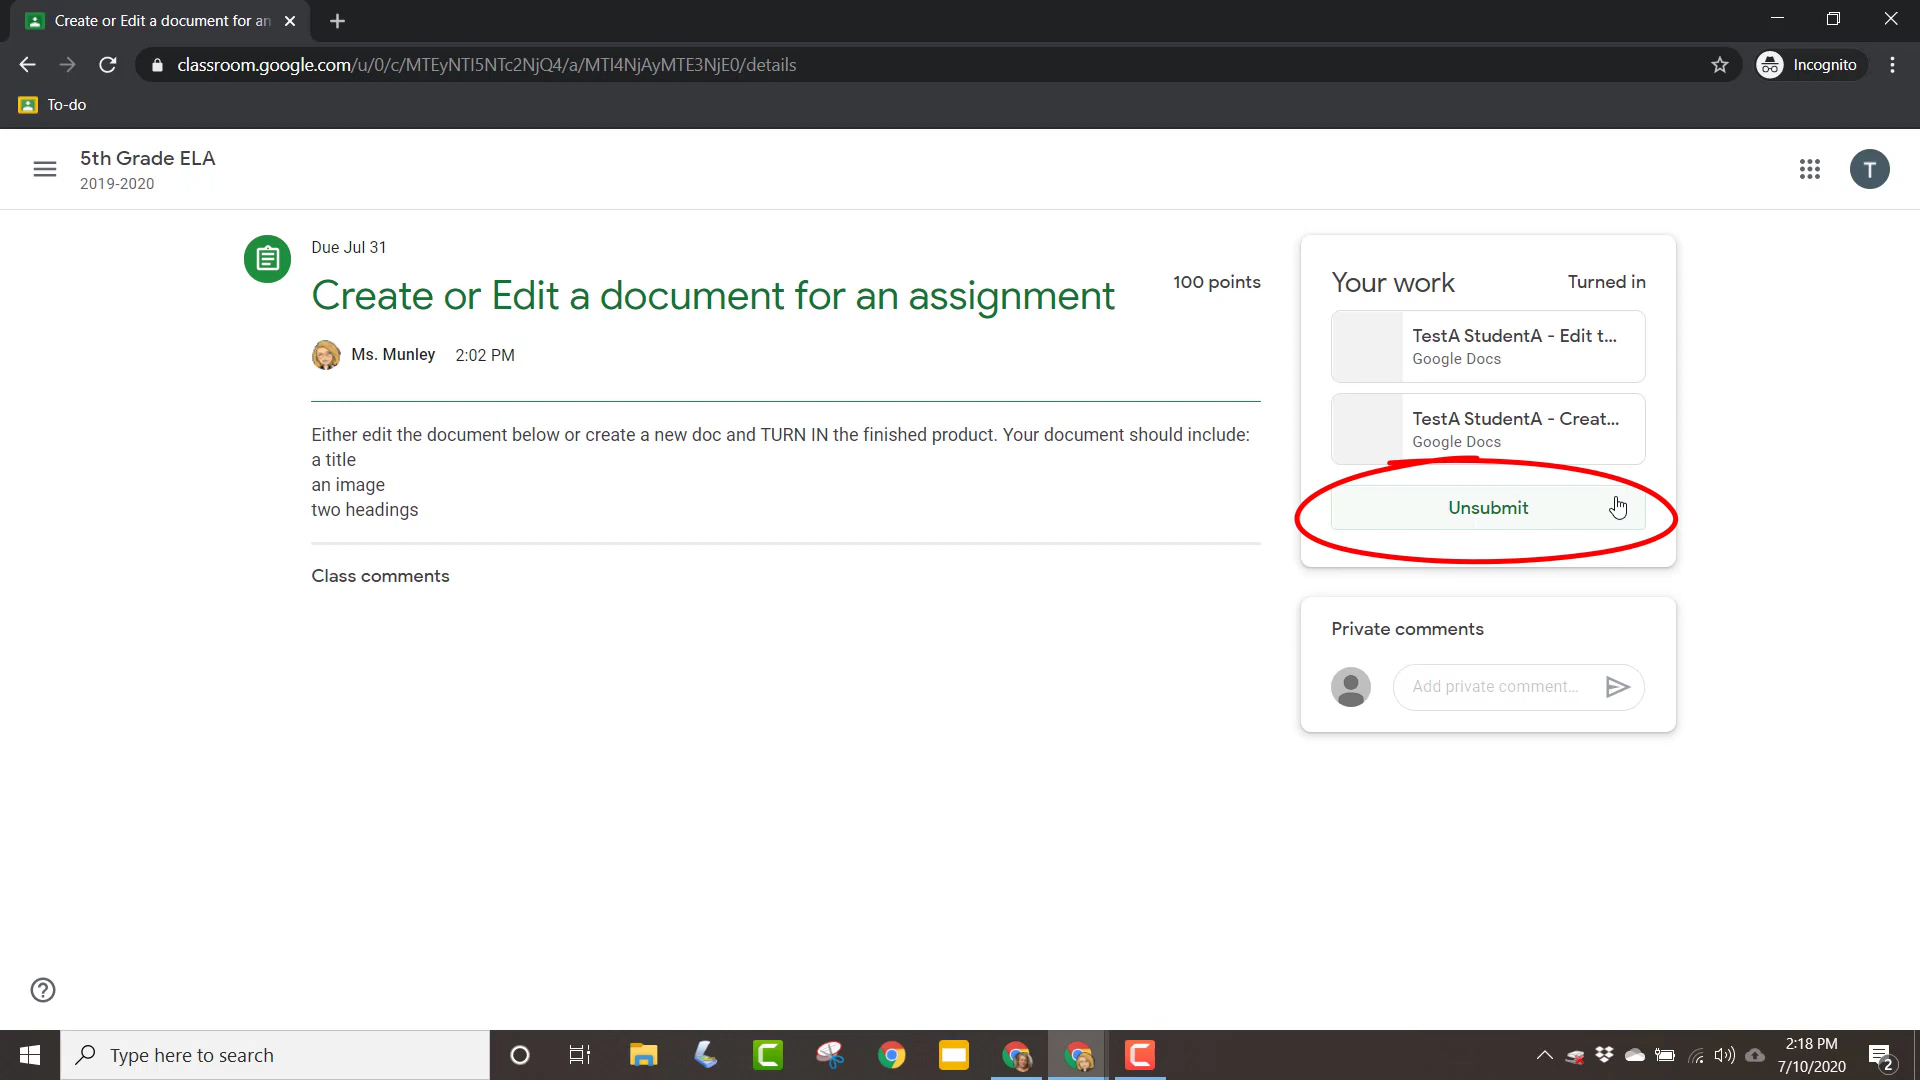 Create or Edit a document for an
classroom.google.com/u/0/c/MTEyNTI5NTc2NjQ4/a/MTI4NjAyMTE3NjE0/details
Incognito
To-do
5th Grade ELA
2019-2020
T
Due Jul 31
Create or Edit a document for an assignment
100 points
Ms. Munley 2:02 PM
Either edit the document below or create a new doc and TURN IN the finished product. Your document should include:
a title
an image
two headings
Class comments
Your work
Turned in
TestA StudentA - Edit t...
Google Docs
TestA StudentA - Creat...
Google Docs
Unsubmit
Private comments
Add private comment...
Type here to search
2:18 PM
7/10/2020
2